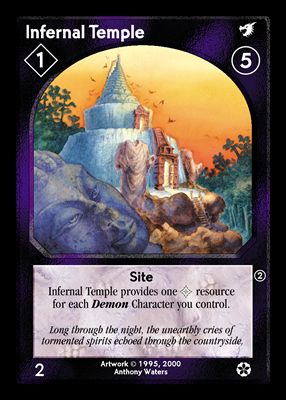 Infernal Temple
1
5
Site
Infernal Temple provides one resource
for each Demon Character you control.
2
Long through the night, the unearthly cries of
tormented spirits echoed through the countryside.
Artwork © 1995, 2000
Anthony Waters
2